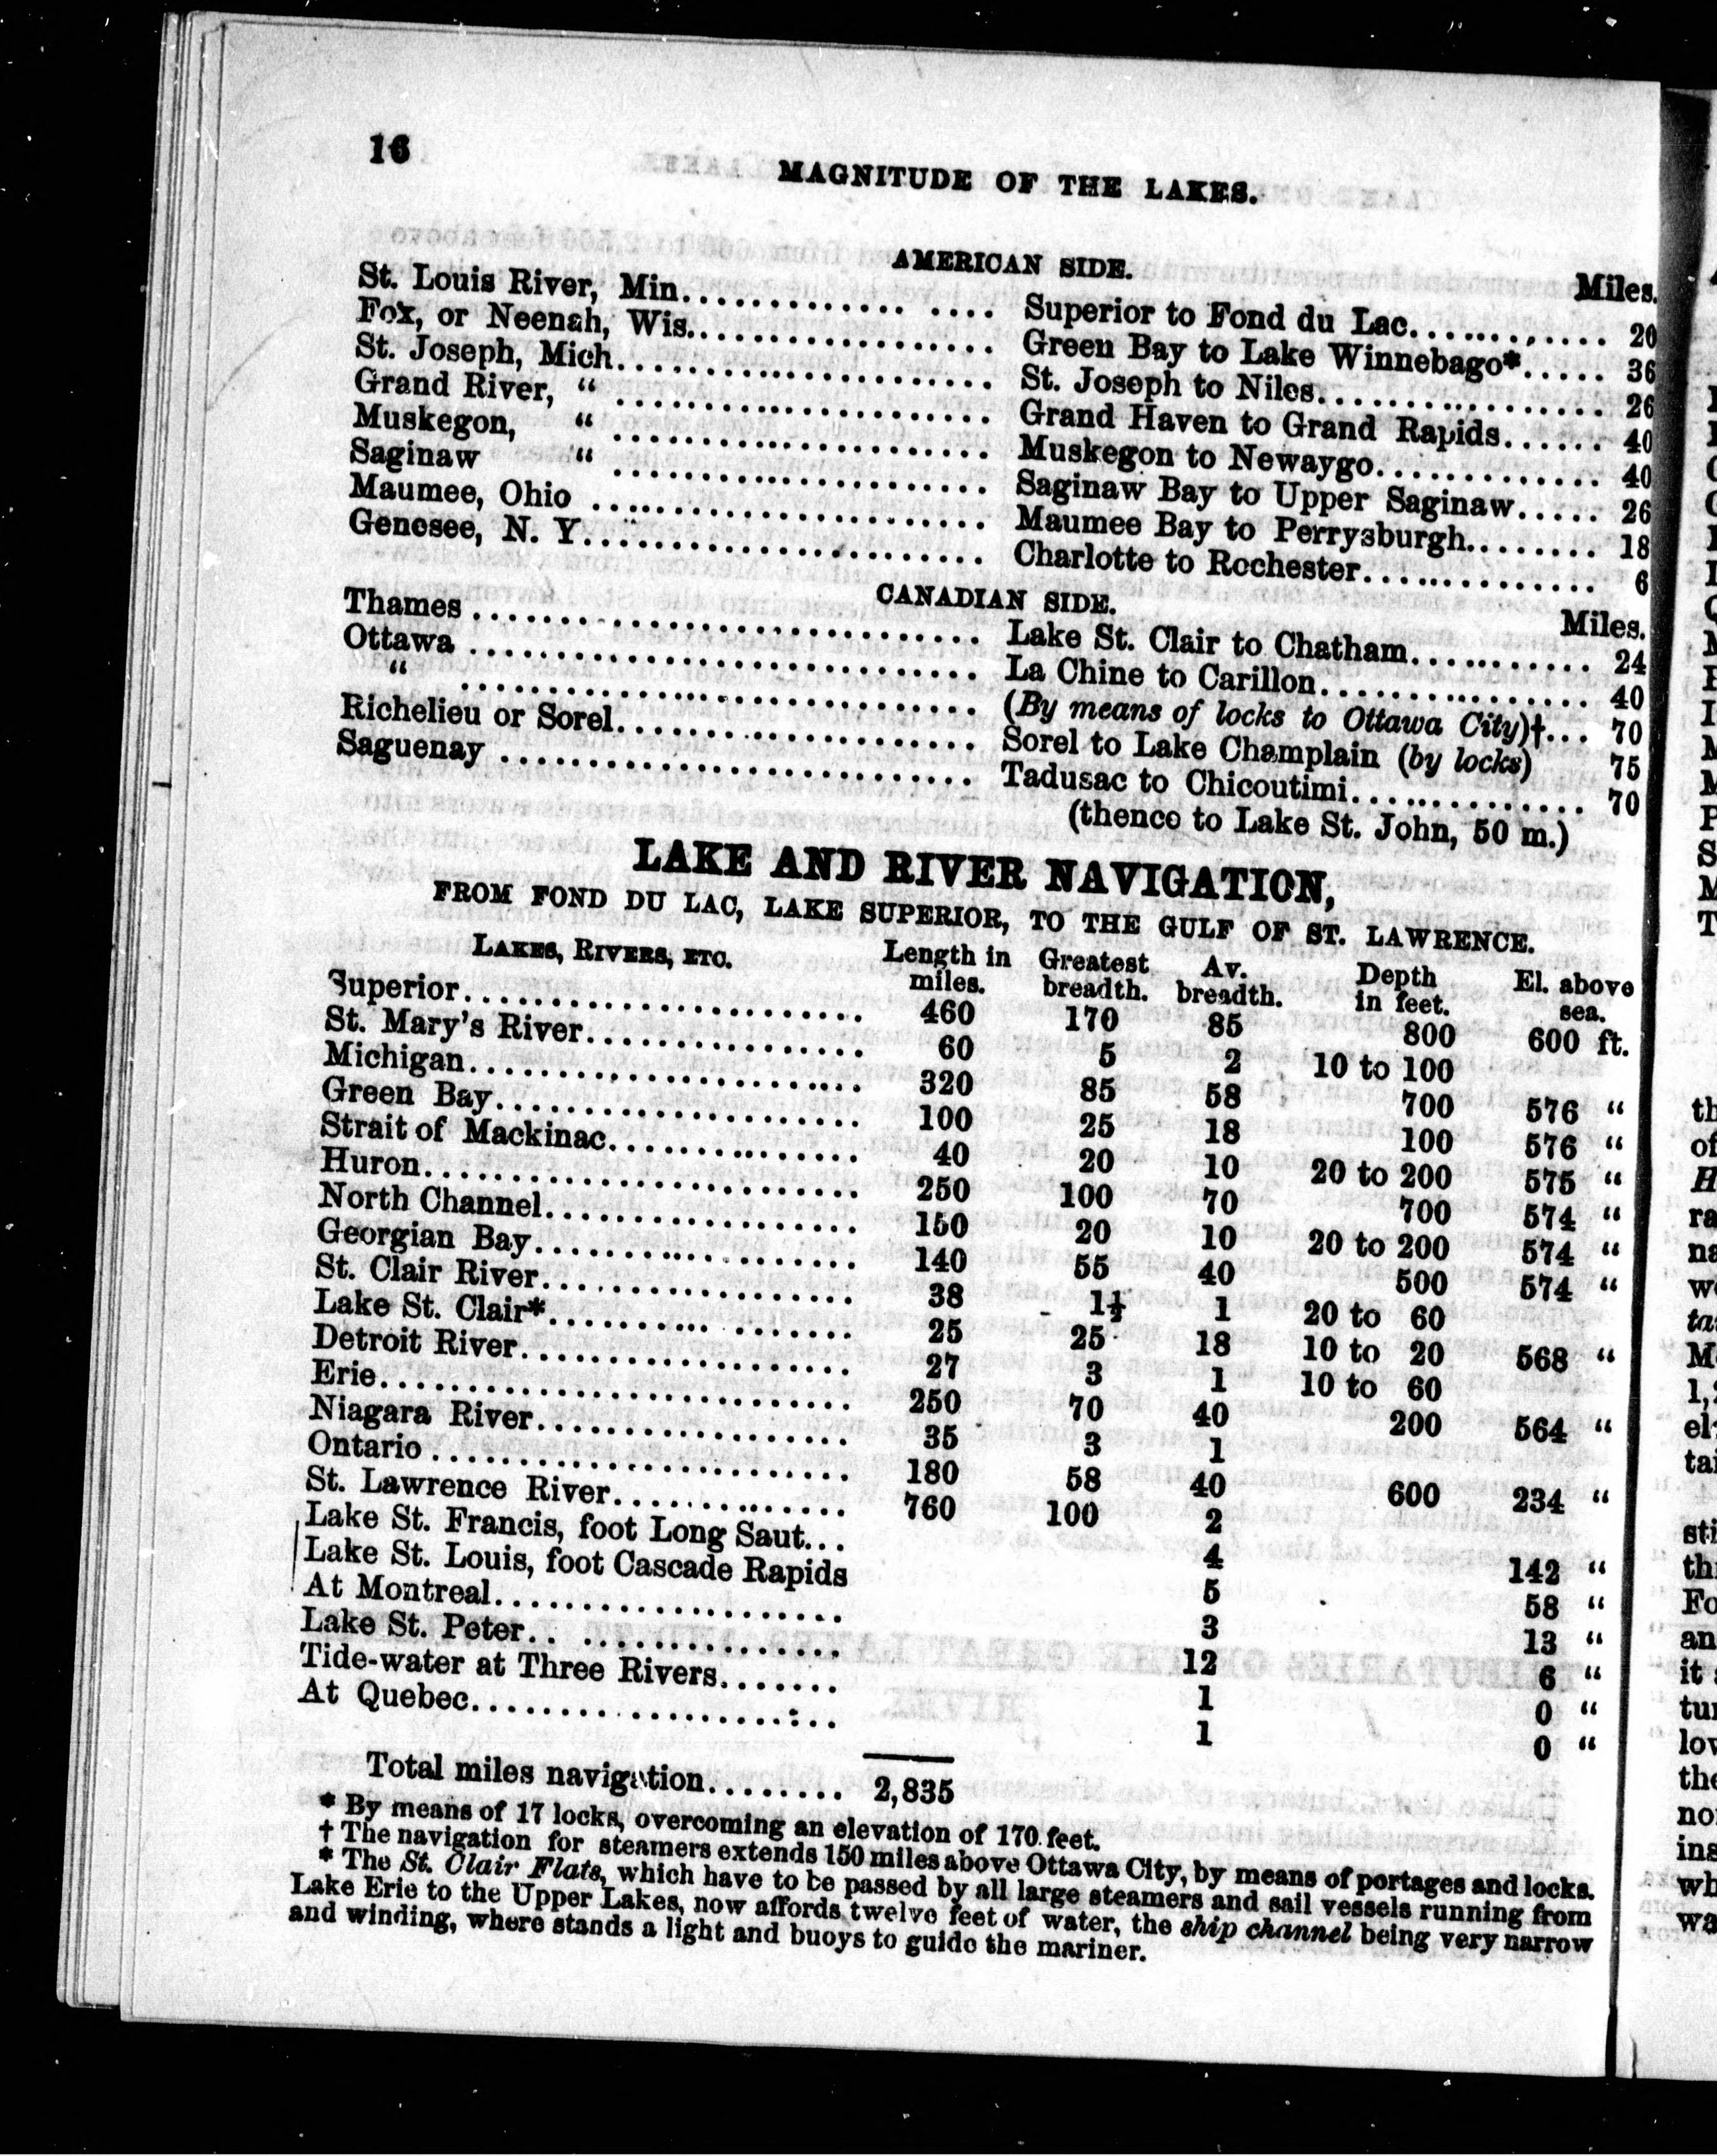 16
MAGNITUDE OF THE LAKES.
AMERICAN SIDE.
Miles.
St. Louis River, Min.................. Superior to Fond du Lac................ 20
Fox, or Neenah, Wis................... Green Bay to Lake Winnebago*..... 36
St. Joseph, Mich....................... St. Joseph to Niles..................... 26
Grand River, " ....................... Grand Haven to Grand Rapids...... 40
Muskegon, " ....................... Muskegon to Newaygo................ 40
Saginaw " ....................... Saginaw Bay to Upper Saginaw..... 26
Maumee, Ohio ........................ Maumee Bay to Perrysburgh........ 18
Genesee, N. Y......................... Charlotte to Rochester................ 6
CANADIAN SIDE.
Miles.
Thames ............................... Lake St. Clair to Chatham............ 24
Ottawa ............................... La Chine to Carillon.................. 40
" ............................... (By means of locks to Ottawa City)†... 70
Richelieu or Sorel...................... Sorel to Lake Champlain (by locks) 75
Saguenay ............................. Tadusac to Chicoutimi................ 70
(thence to Lake St. John, 50 m.)
LAKE AND RIVER NAVIGATION,
FROM FOND DU LAC, LAKE SUPERIOR, TO THE GULF OF ST. LAWRENCE.
LAKES, RIVERS, ETC. Length in miles. Greatest breadth. Av. breadth. Depth in feet. El. above sea.
Superior......................... 460 170 85 800 600 ft.
St. Mary's River................. 60 5 2 10 to 100
Michigan......................... 320 85 58 700 576 "
Green Bay....................... 100 25 18 100 576 "
Strait of Mackinac................ 40 20 10 20 to 200 575 "
Huron............................ 250 100 70 700 574 "
North Channel.................... 150 20 10 20 to 200 574 "
Georgian Bay..................... 140 55 40 500 574 "
St. Clair River................... 38 1½ 1 20 to 60
Lake St. Clair*................... 25 25 18 10 to 20 568 "
Detroit River..................... 27 3 1 10 to 60
Erie.............................. 250 70 40 200 564 "
Niagara River.................... 35 3 1
Ontario .......................... 180 58 40 600 234 "
St. Lawrence River............... 760 100 2
Lake St. Francis, foot Long Saut... 4 142 "
Lake St. Louis, foot Cascade Rapids 5 58 "
At Montreal...................... 3 13 "
Lake St. Peter.................... 12 6 "
Tide-water at Three Rivers....... 1 0 "
At Quebec........................ 1 0 "
Total miles navigation........ 2,835
* By means of 17 locks, overcoming an elevation of 170 feet.
† The navigation for steamers extends 150 miles above Ottawa City, by means of portages and locks.
* The St. Clair Flats, which have to be passed by all large steamers and sail vessels running from
Lake Erie to the Upper Lakes, now affords twelve feet of water, the ship channel being very narrow
and winding, where stands a light and buoys to guide the mariner.